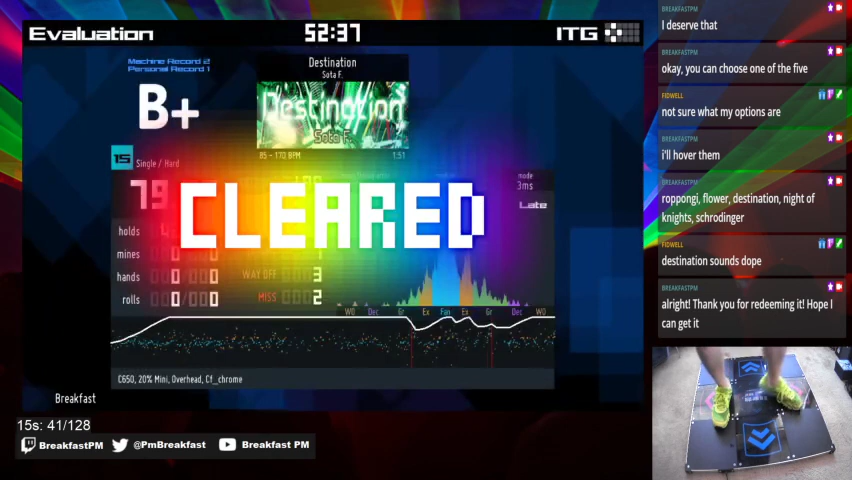 Evaluation
52:37
ITG
Machine Record 2
Personal Record 1
B+
Destination
Sota F.
Destination
Sota F.
85 - 170 BPM
1:51
15
Single / Hard
79
CLEARED
mode
3ms
Late
holds
mines
hands
rolls
0 0/0 0
WAY OFF 3
MISS 2
WO Dec Gr Ex Fan Ex Gr Dec WO
C650, 20% Mini, Overhead, Cf_chrome
Breakfast
15s: 41/128
BreakfastPM
@PmBreakfast
Breakfast PM
BREAKFASTPM
I deserve that
BREAKFASTPM
okay, you can choose one of the five
FIDWELL
not sure what my options are
BREAKFASTPM
i'll hover them
BREAKFASTPM
roppongi, flower, destination, night of
knights, schrodinger
FIDWELL
destination sounds dope
BREAKFASTPM
alright! Thank you for redeeming it! Hope I
can get it